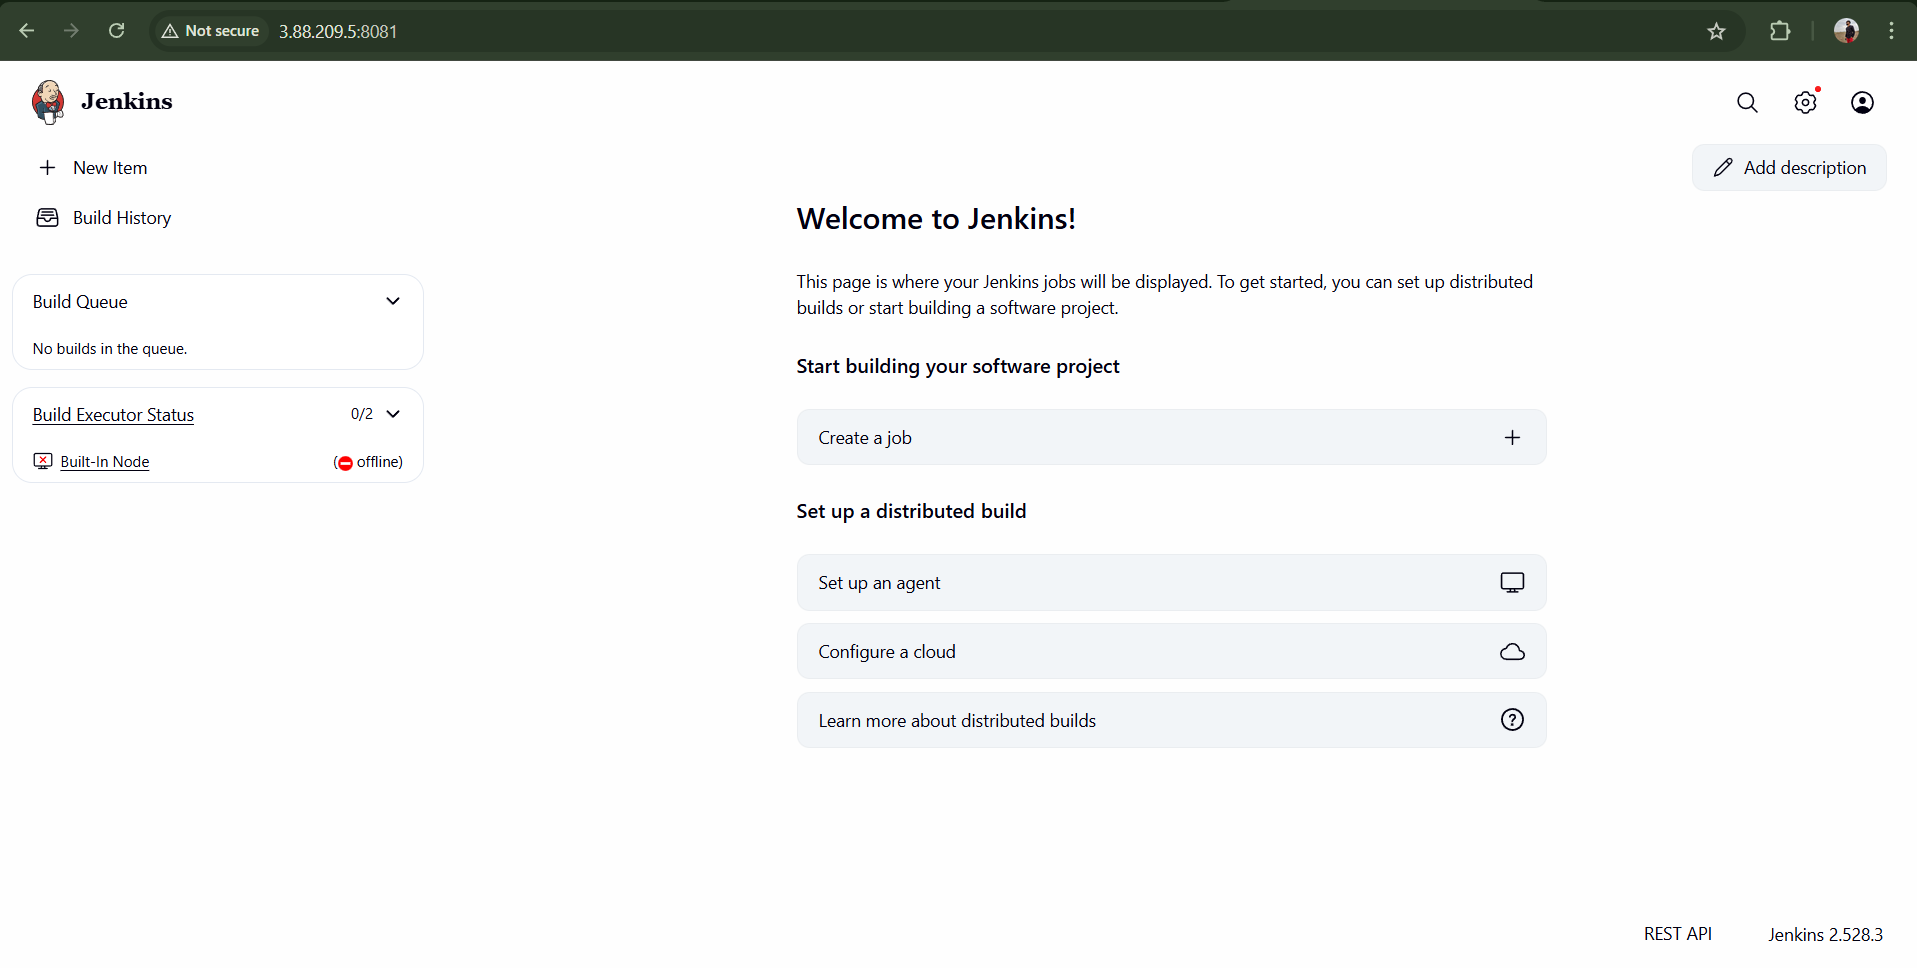 Not secure
3.88.209.5:8081
Jenkins
New Item
Add description
Build History
Welcome to Jenkins!
This page is where your Jenkins jobs will be displayed. To get started, you can set up distributed
builds or start building a software project.
Build Queue
No builds in the queue.
Start building your software project
Build Executor Status 0/2
Create a job
Built-In Node (offline)
Set up a distributed build
Set up an agent
Configure a cloud
Learn more about distributed builds
REST API Jenkins 2.528.3